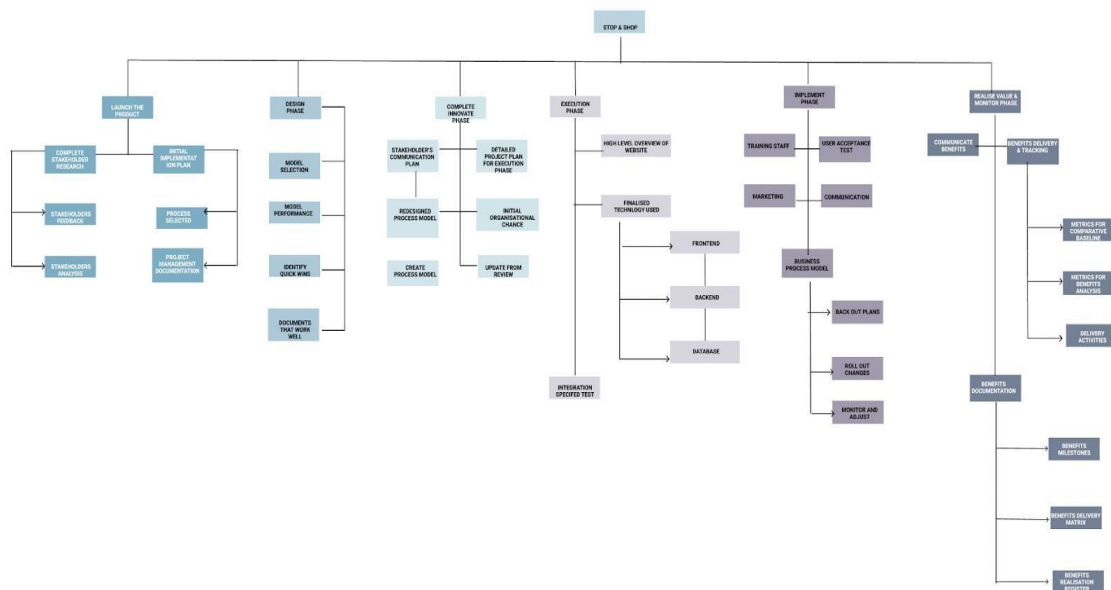 STOP & SHOP
LAUNCH THE
PRODUCT
COMPLETE
STAKEHOLDER
RESEARCH
INITIAL
IMPLEMENTAT
ION PLAN
STAKEHOLDERS
FEEDBACK
PROCESS
SELECTED
STAKEHOLDERS
ANALYSIS
PROJECT
MANAGEMENT
DOCUMENTATION
DESIGN
PHASE
MODEL
SELECTION
MODEL
PERFORMANCE
IDENTIFY
QUICK WINS
DOCUMENTS
THAT WORK
WELL
COMPLETE
INNOVATE
PHASE
STAKEHOLDER'S
COMMUNICATION
PLAN
DETAILED
PROJECT PLAN
FOR EXECUTION
PHASE
REDESIGNED
PROCESS MODEL
INITIAL
ORGANISATIONAL
CHANCE
CREATE
PROCESS MODEL
UPDATE FROM
REVIEW
EXECUTION
PHASE
HIGH LEVEL OVERVIEW OF
WEBSITE
FINALISED
TECHNLOGY USED
FRONTEND
BACKEND
DATABASE
INTEGRATION
SPECIFED TEST
IMPLEMENT
PHASE
TRAINING STAFF
USER ACCEPTANCE
TEST
MARKETING
COMMUNICATION
BUSINESS
PROCESS MODEL
BACK OUT PLANS
ROLL OUT
CHANGES
MONITOR AND
ADJUST
REALISE VALUE &
MONITOR PHASE
COMMUNICATE
BENEFITS
BENEFITS DELIVERY
& TRACKING
METRICS FOR
COMPARATIVE
BASELINE
METRICS FOR
BENEFITS
ANALYSIS
DELIVERY
ACTIVITIES
BENEFITS
DOCUMENTATION
BENEFITS
MILESTONES
BENEFITS DELIVERY
MATRIX
BENEFITS
REALISATION
REGISTER